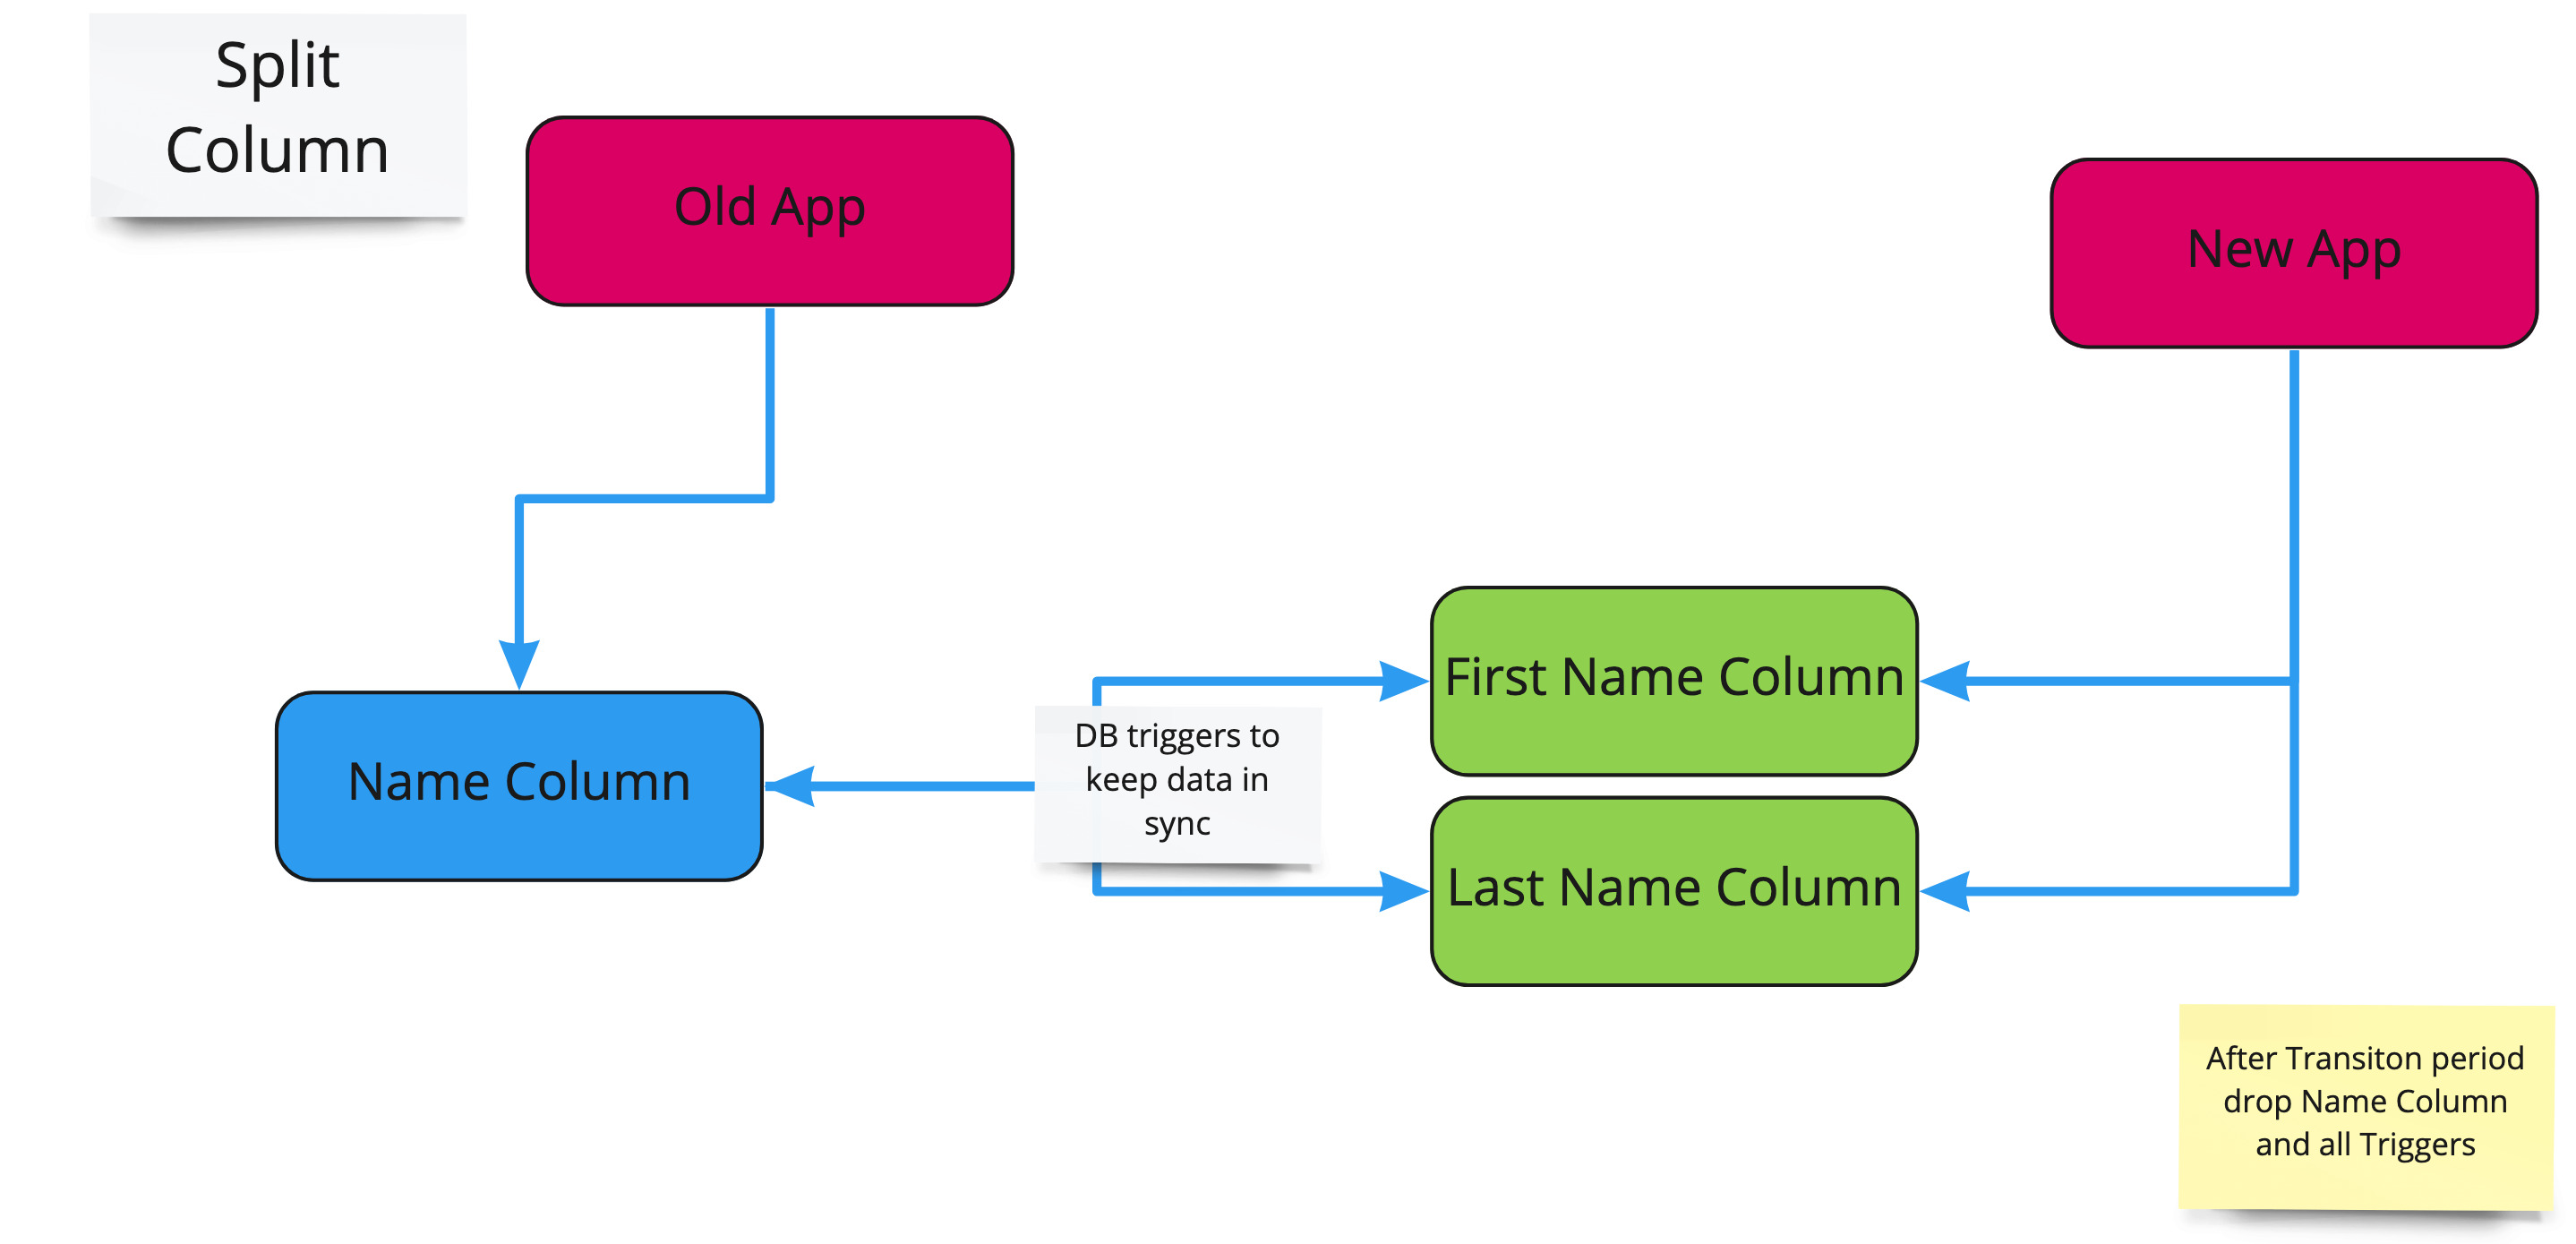 Split
Column
Old App
New App
First Name Column
Name Column
DB triggers to
keep data in
sync
Last Name Column
After Transiton period
drop Name Column
and all Triggers